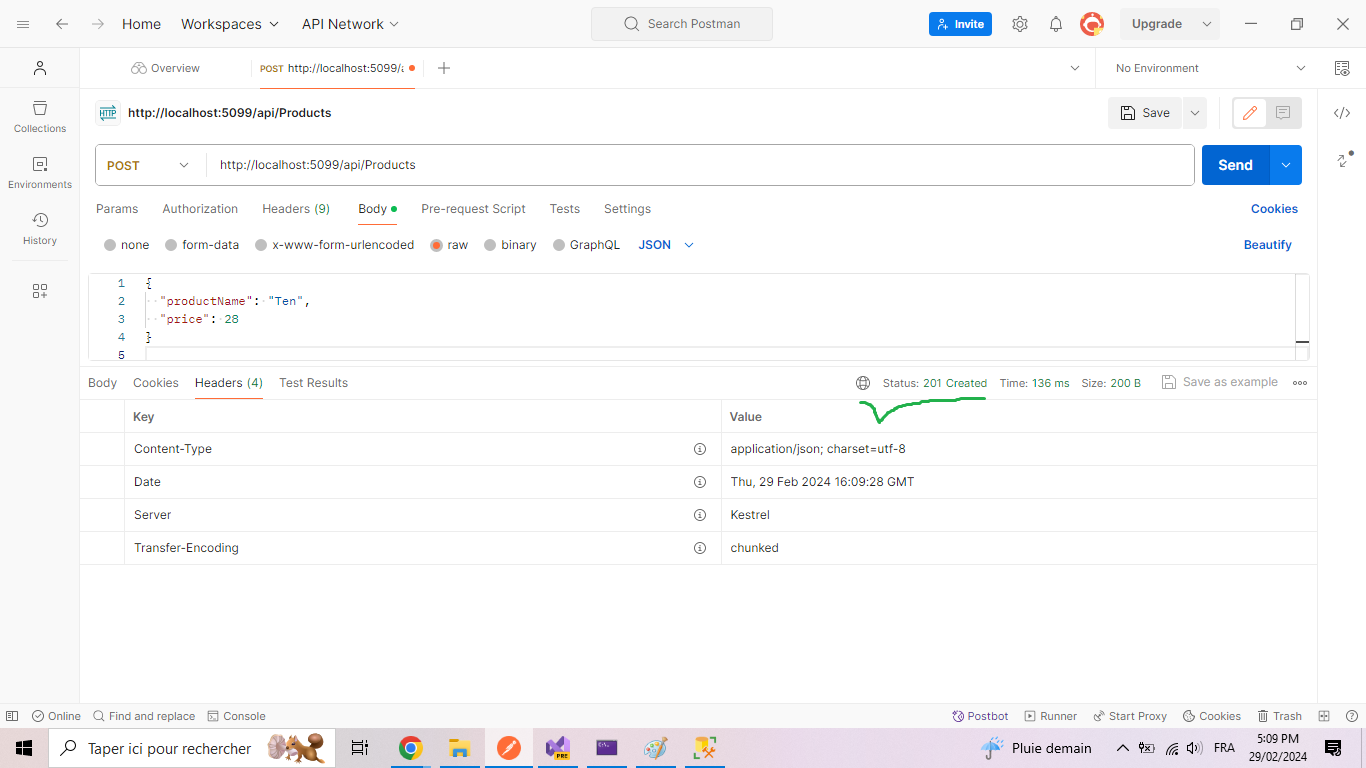 Home Workspaces API Network Search Postman Invite Upgrade
Overview POST http://localhost:5099/a No Environment
HTTP http://localhost:5099/api/Products Save
Collections
Environments
History
POST http://localhost:5099/api/Products Send
Params Authorization Headers (9) Body Pre-request Script Tests Settings Cookies
none form-data x-www-form-urlencoded raw binary GraphQL JSON Beautify
1 {
2 "productName": "Ten",
3 "price": 28
4 }
5
Body Cookies Headers (4) Test Results Status: 201 Created Time: 136 ms Size: 200 B Save as example
Key Value
Content-Type application/json; charset=utf-8
Date Thu, 29 Feb 2024 16:09:28 GMT
Server Kestrel
Transfer-Encoding chunked
Online Find and replace Console Postbot Runner Start Proxy Cookies Trash
Taper ici pour rechercher PRE Pluie demain FRA 5:09 PM
29/02/2024